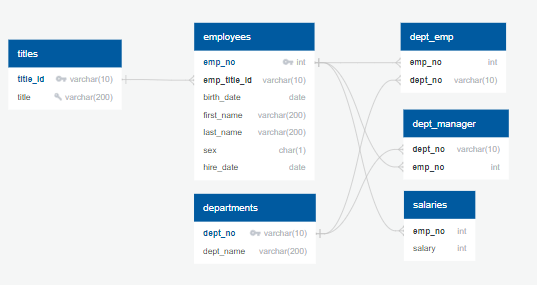 titles
title_id varchar(10)
title varchar(200)
employees
emp_no int
emp_title_id varchar(10)
birth_date date
first_name varchar(200)
last_name varchar(200)
sex char(1)
hire_date date
departments
dept_no varchar(10)
dept_name varchar(200)
dept_emp
emp_no int
dept_no varchar(10)
dept_manager
dept_no varchar(10)
emp_no int
salaries
emp_no int
salary int